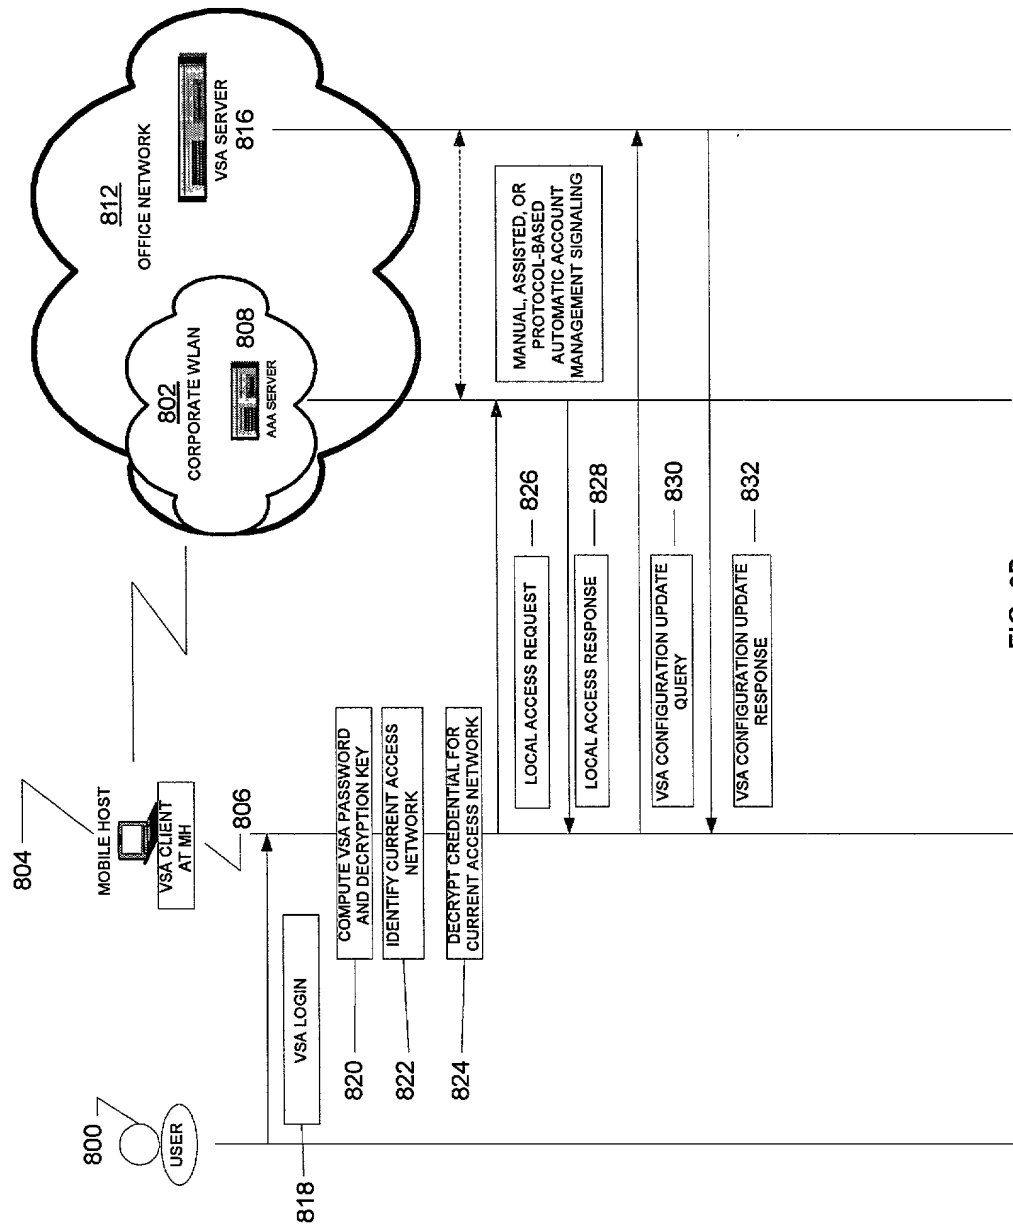 804
MOBILE HOST
VSA CLIENT
AT MH
806
800
USER
812
OFFICE NETWORK
VSA SERVER
816
802
CORPORATE WLAN
808
AAA SERVER
VSA LOGIN
818
COMPUTE VSA PASSWORD
AND DECRYPTION KEY
820
IDENTIFY CURRENT ACCESS
NETWORK
822
DECRYPT CREDENTIAL FOR
CURRENT ACCESS NETWORK
824
MANUAL, ASSISTED, OR
PROTOCOL-BASED
AUTOMATIC ACCOUNT
MANAGEMENT SIGNALING
LOCAL ACCESS REQUEST
826
LOCAL ACCESS RESPONSE
828
VSA CONFIGURATION UPDATE
QUERY
830
VSA CONFIGURATION UPDATE
RESPONSE
832